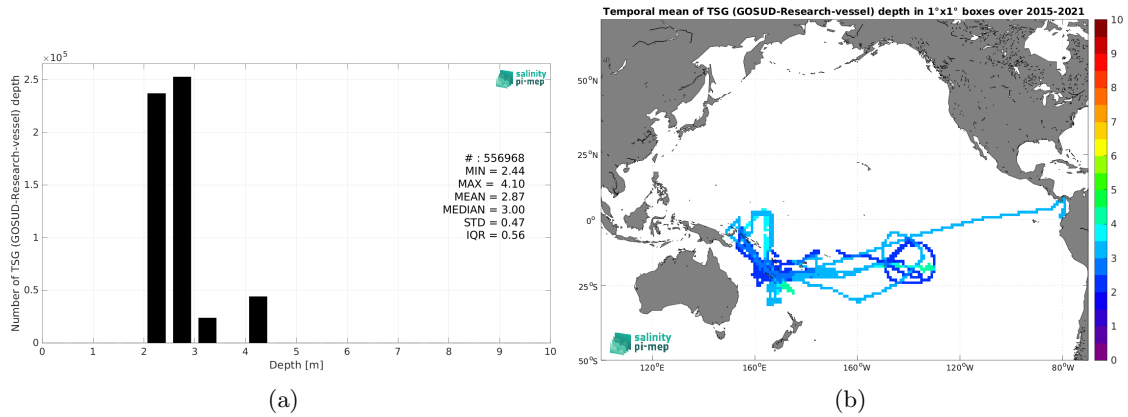 ×10⁵
2.5
2
1.5
1
0.5
0
Number of TSG (GOSUD-Research-vessel) depth
salinity
pi-mep
# : 556968
MIN = 2.44
MAX = 4.10
MEAN = 2.87
MEDIAN = 3.00
STD = 0.47
IQR = 0.56
0 1 2 3 4 5 6 7 8 9 10
Depth [m]
(a)
Temporal mean of TSG (GOSUD-Research-vessel) depth in 1°x1° boxes over 2015-2021
50°N
25°N
0°
25°S
50°S
120°E 160°E 160°W 120°W 80°W
salinity
pi-mep
10
9
8
7
6
5
4
3
2
1
0
(b)